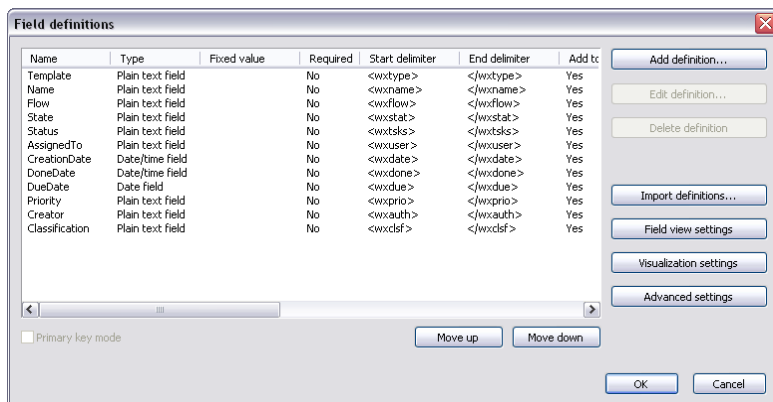 Field definitions
Name Type Fixed value Required Start delimiter End delimiter Add to
Template Plain text field No <wxtype> </wxtype> Yes
Name Plain text field No <wxname> </wxname> Yes
Flow Plain text field No <wxflow> </wxflow> Yes
State Plain text field No <wxstat> </wxstat> Yes
Status Plain text field No <wxtsks> </wxtsks> Yes
AssignedTo Plain text field No <wxuser> </wxuser> Yes
CreationDate Date/time field No <wxdate> </wxdate> Yes
DoneDate Date/time field No <wxdone> </wxdone> Yes
DueDate Date field No <wxdue> </wxdue> Yes
Priority Plain text field No <wxprio> </wxprio> Yes
Creator Plain text field No <wxauth> </wxauth> Yes
Classification Plain text field No <wxclsf> </wxclsf> Yes
Add definition...
Edit definition...
Delete definition
Import definitions...
Field view settings
Visualization settings
Advanced settings
Primary key mode
Move up Move down
OK Cancel